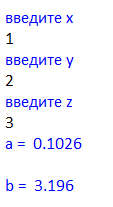 введите x
1
введите y
2
введите z
3
a =  0.1026
b =  3.196